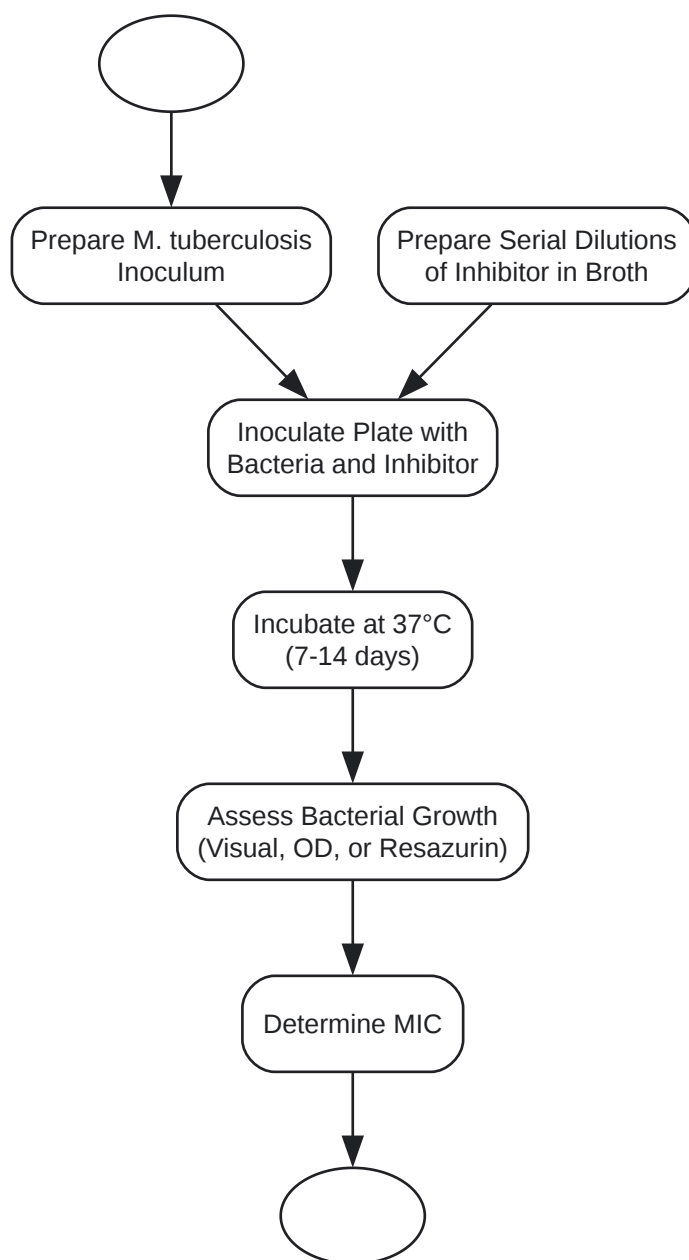 Prepare M. tuberculosis
Inoculum
Prepare Serial Dilutions
of Inhibitor in Broth
Inoculate Plate with
Bacteria and Inhibitor
Incubate at 37°C
(7-14 days)
Assess Bacterial Growth
(Visual, OD, or Resazurin)
Determine MIC